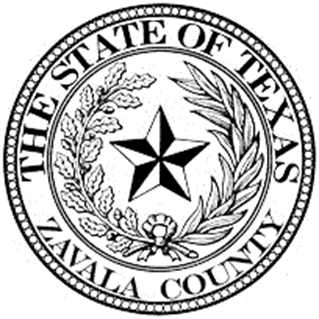 THE STATE OF TEXAS
ZAVALA COUNTY